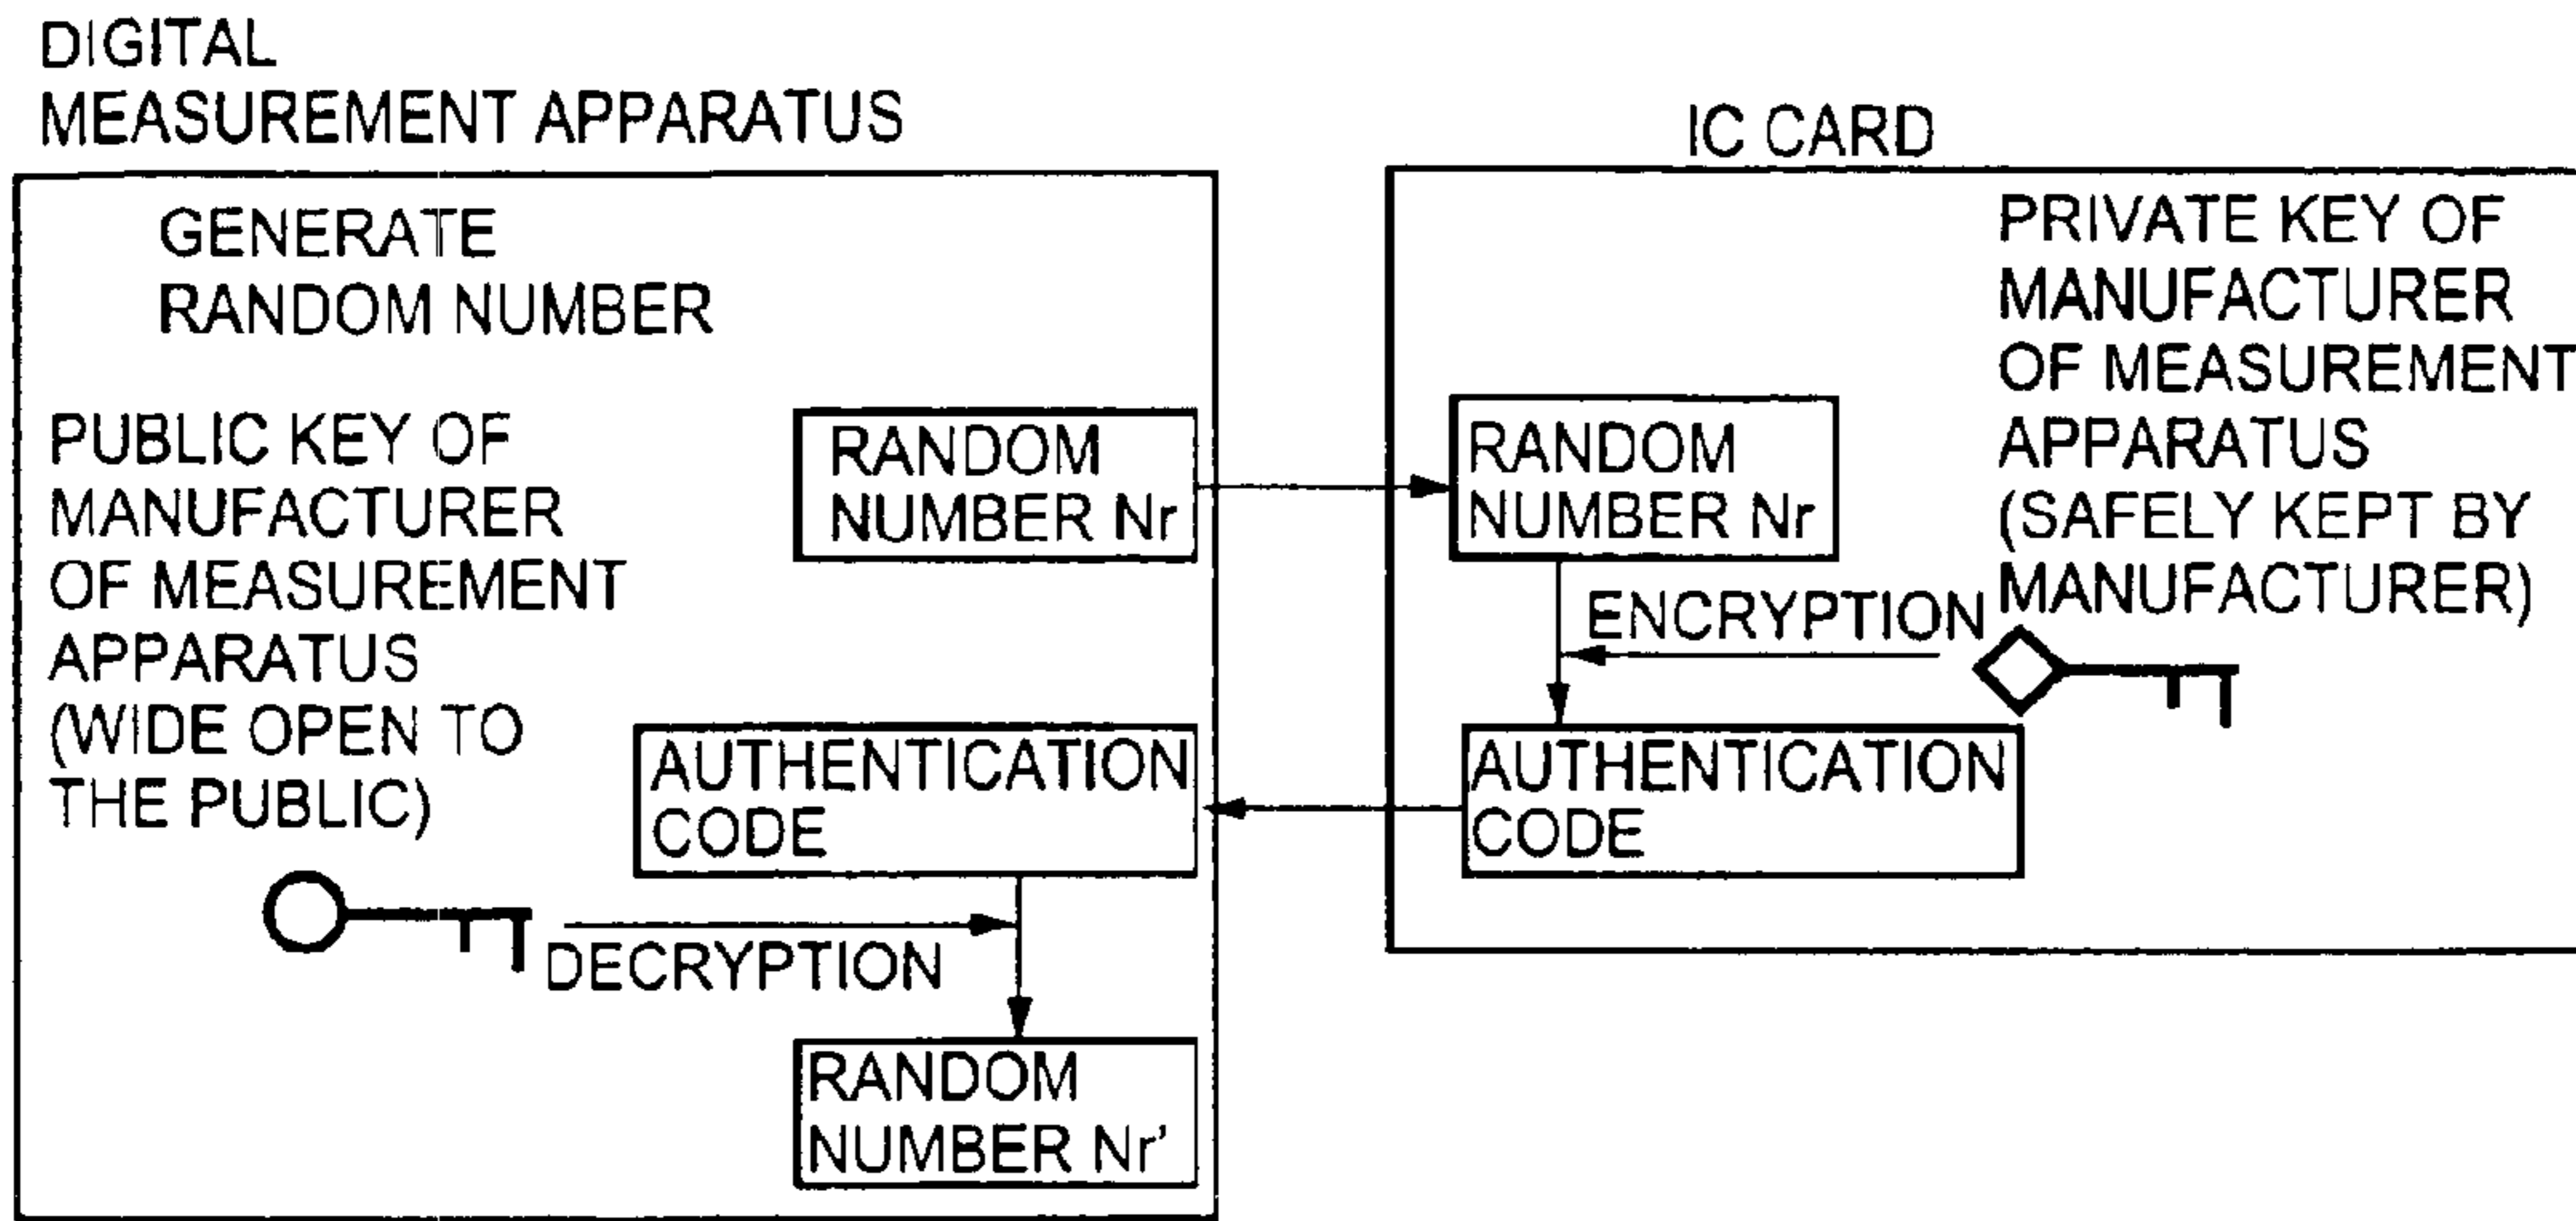 DIGITAL
MEASUREMENT APPARATUS
GENERATE
RANDOM NUMBER
PUBLIC KEY OF
MANUFACTURER
OF MEASUREMENT
APPARATUS
(WIDE OPEN TO
THE PUBLIC)
RANDOM
NUMBER Nr
AUTHENTICATION
CODE
DECRYPTION
RANDOM
NUMBER Nr'
IC CARD
PRIVATE KEY OF
MANUFACTURER
OF MEASUREMENT
APPARATUS
(SAFELY KEPT BY
MANUFACTURER)
RANDOM
NUMBER Nr
ENCRYPTION
AUTHENTICATION
CODE